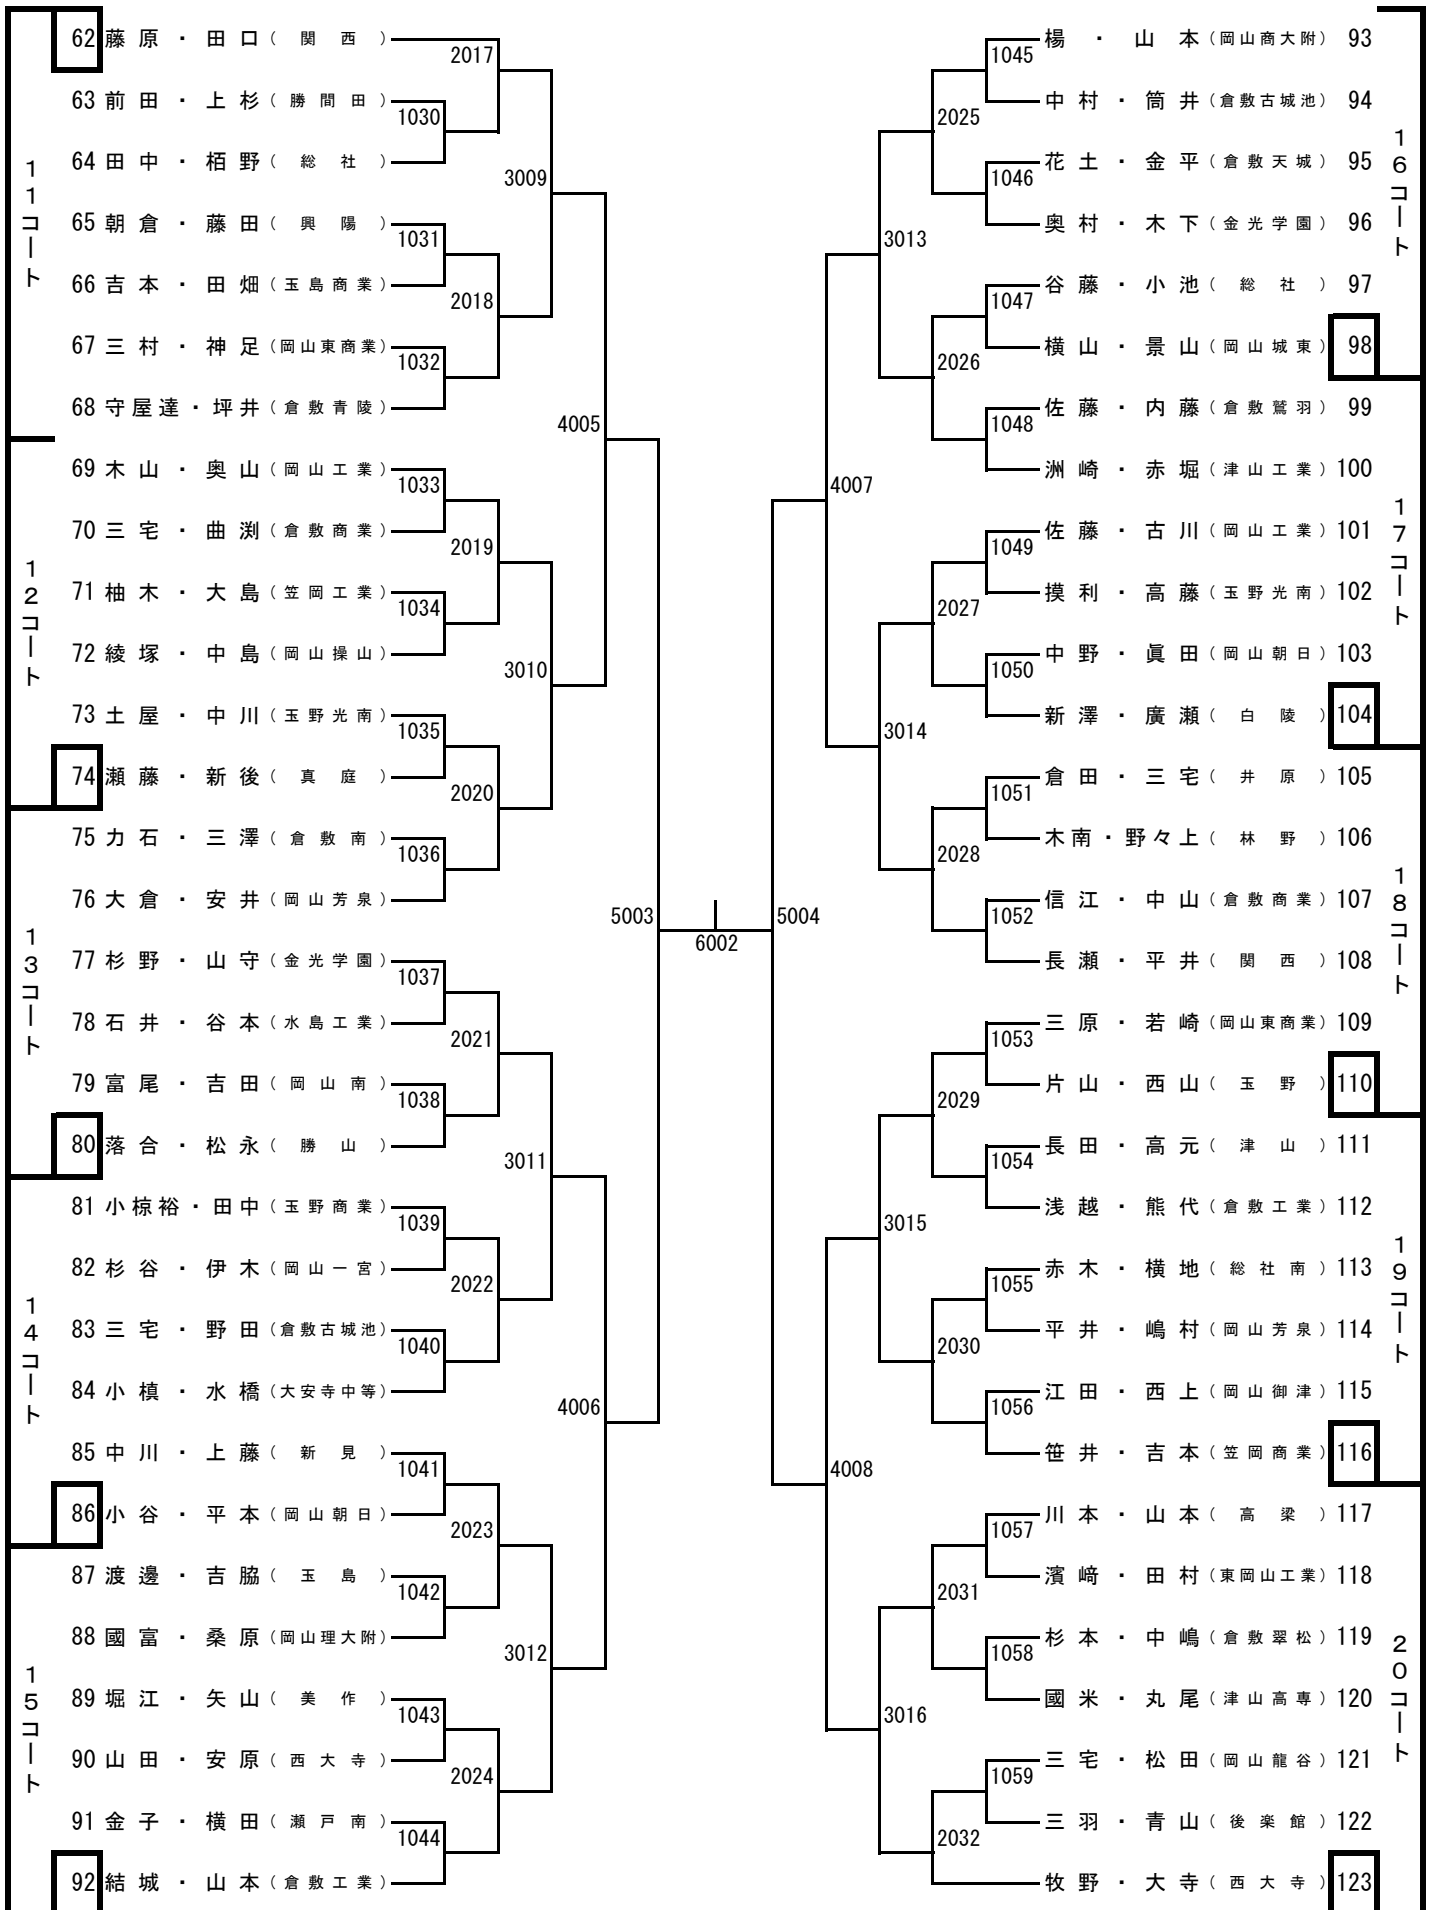 11コート
62 藤原・田口（関西）
63 前田・上杉（勝間田）
64 田中・栢野（総社）
65 朝倉・藤田（興陽）
66 吉本・田畑（玉島商業）
67 三村・神足（岡山東商業）
68 守屋達・坪井（倉敷青陵）
12コート
69 木山・奥山（岡山工業）
70 三宅・曲渕（倉敷商業）
71 柚木・大島（笠岡工業）
72 綾塚・中島（岡山操山）
73 土屋・中川（玉野光南）
74 瀬藤・新後（真庭）
13コート
75 力石・三澤（倉敷南）
76 大倉・安井（岡山芳泉）
77 杉野・山守（金光学園）
78 石井・谷本（水島工業）
79 富尾・吉田（岡山南）
80 落合・松永（勝山）
14コート
81 小椋裕・田中（玉野商業）
82 杉谷・伊木（岡山一宮）
83 三宅・野田（倉敷古城池）
84 小槙・水橋（大安寺中等）
85 中川・上藤（新見）
86 小谷・平本（岡山朝日）
15コート
87 渡邊・吉脇（玉島）
88 國富・桑原（岡山理大附）
89 堀江・矢山（美作）
90 山田・安原（西大寺）
91 金子・横田（瀬戸南）
92 結城・山本（倉敷工業）
1030
1031
1032
1033
1034
1035
1036
1037
1038
1039
1040
1041
1042
1043
1044
2017
2018
2019
2020
2021
2022
2023
2024
3009
3010
3011
3012
4005
4006
5003
6002
5004
4007
4008
3013
3014
3015
3016
2025
2026
2027
2028
2029
2030
2031
2032
1045
1046
1047
1048
1049
1050
1051
1052
1053
1054
1055
1056
1057
1058
1059
16コート
楊・山本（岡山商大附） 93
中村・筒井（倉敷古城池） 94
花土・金平（倉敷天城） 95
奥村・木下（金光学園） 96
谷藤・小池（総社） 97
横山・景山（岡山城東） 98
17コート
佐藤・内藤（倉敷鷲羽） 99
洲崎・赤堀（津山工業） 100
佐藤・古川（岡山工業） 101
摸利・高藤（玉野光南） 102
中野・眞田（岡山朝日） 103
新澤・廣瀬（白陵） 104
18コート
倉田・三宅（井原） 105
木南・野々上（林野） 106
信江・中山（倉敷商業） 107
長瀬・平井（関西） 108
三原・若崎（岡山東商業） 109
片山・西山（玉野） 110
19コート
長田・高元（津山） 111
浅越・熊代（倉敷工業） 112
赤木・横地（総社南） 113
平井・嶋村（岡山芳泉） 114
江田・西上（岡山御津） 115
笹井・吉本（笠岡商業） 116
20コート
川本・山本（高梁） 117
濱﨑・田村（東岡山工業） 118
杉本・中嶋（倉敷翠松） 119
國米・丸尾（津山高専） 120
三宅・松田（岡山龍谷） 121
三羽・青山（後楽館） 122
牧野・大寺（西大寺） 123